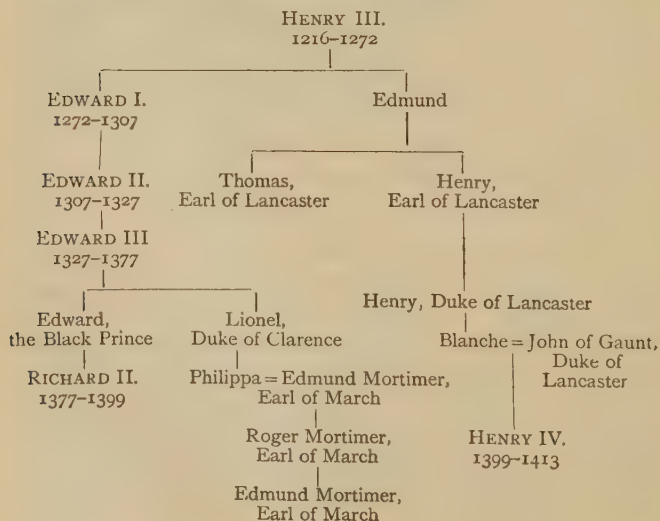 HENRY III.
1216–1272
EDWARD I.
1272–1307
Edmund
EDWARD II.
1307–1327
Thomas,
Earl of Lancaster
Henry,
Earl of Lancaster
EDWARD III
1327–1377
Henry, Duke of Lancaster
Edward,
the Black Prince
Lionel,
Duke of Clarence
Blanche = John of Gaunt,
Duke of
Lancaster
RICHARD II.
1377–1399
Philippa = Edmund Mortimer,
Earl of March
Roger Mortimer,
Earl of March
HENRY IV.
1399–1413
Edmund Mortimer,
Earl of March